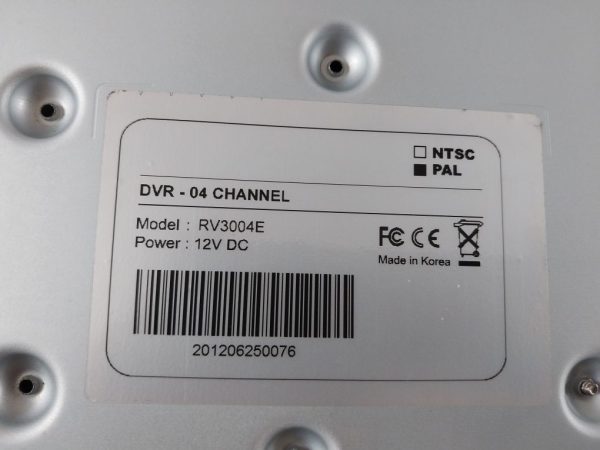 ☐ NTSC
■ PAL
DVR - 04 CHANNEL
Model : RV3004E
Power : 12V DC
FC CE
Made in Korea
201206250076